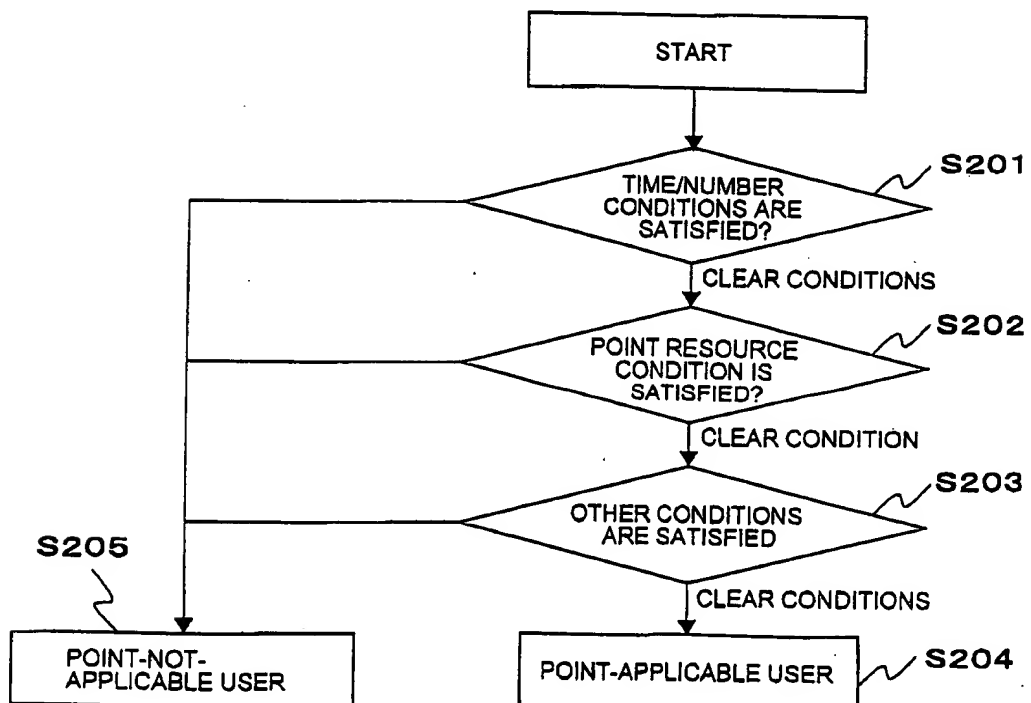 START
S201
TIME/NUMBER
CONDITIONS ARE
SATISFIED?
CLEAR CONDITIONS
S202
POINT RESOURCE
CONDITION IS
SATISFIED?
CLEAR CONDITION
S203
OTHER CONDITIONS
ARE SATISFIED
CLEAR CONDITIONS
S205
POINT-NOT-
APPLICABLE USER
POINT-APPLICABLE USER
S204